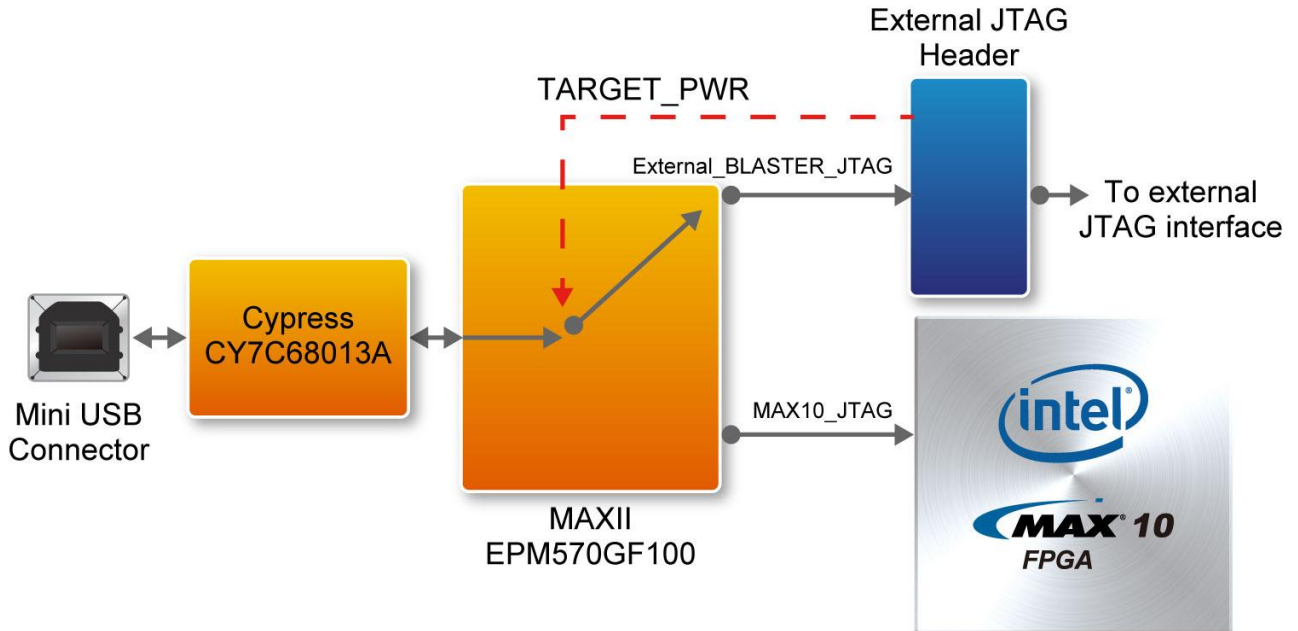 External JTAG
Header
TARGET_PWR
External_BLASTER_JTAG
To external
JTAG interface
Cypress
CY7C68013A
Mini USB
Connector
MAX10_JTAG
MAXII
EPM570GF100
intel®
MAX® 10
FPGA